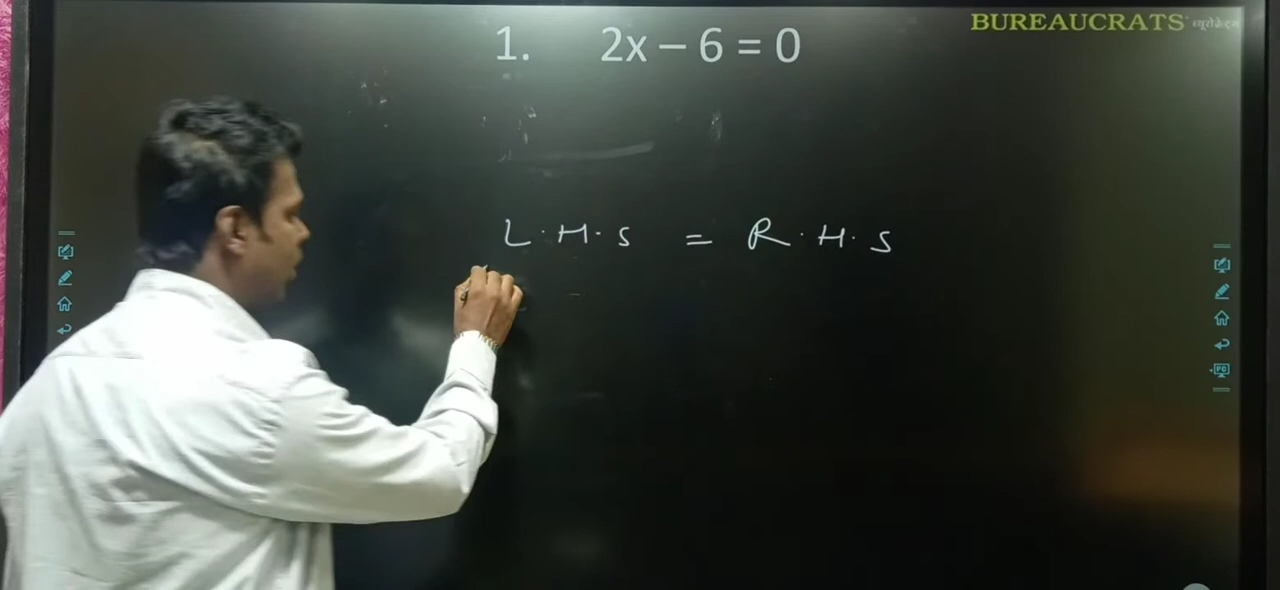 BUREAUCRATS ब्यूरोक्रेट्स
1. 2x – 6 = 0
L.H.S = R.H.S